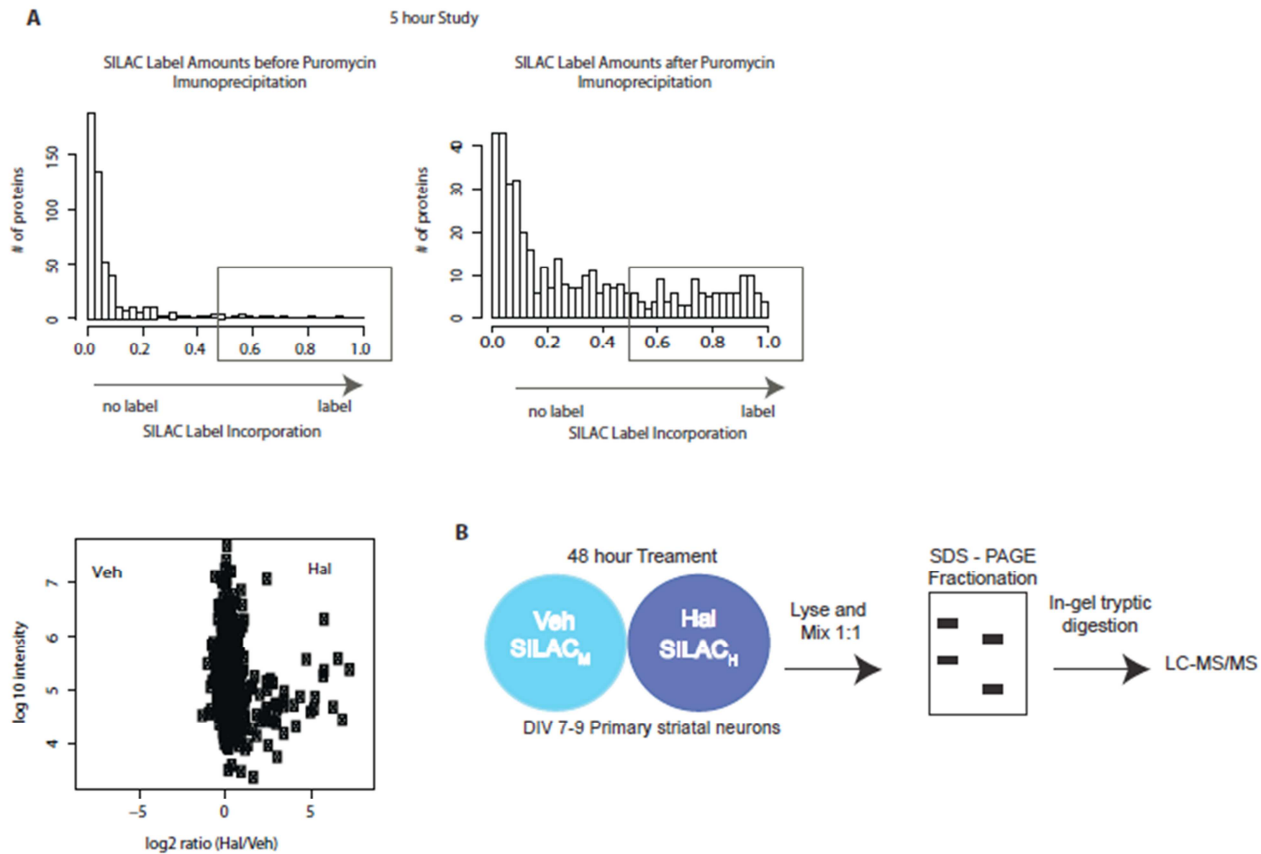 A
5 hour Study
SILAC Label Amounts before Puromycin
Imunoprecipitation
# of proteins
150
100
50
0
0.0 0.2 0.4 0.6 0.8 1.0
no label label
SILAC Label Incorporation
SILAC Label Amounts after Puromycin
Imunoprecipitation
# of proteins
40
30
20
10
0
0.0 0.2 0.4 0.6 0.8 1.0
no label label
SILAC Label Incorporation
Veh Hal
log10 intensity
7
6
5
4
−5 0 5
log2 ratio (Hal/Veh)
B
48 hour Treament
Veh
SILAC_M
Hal
SILAC_H
DIV 7-9 Primary striatal neurons
Lyse and
Mix 1:1
SDS - PAGE
Fractionation
In-gel tryptic
digestion
LC-MS/MS